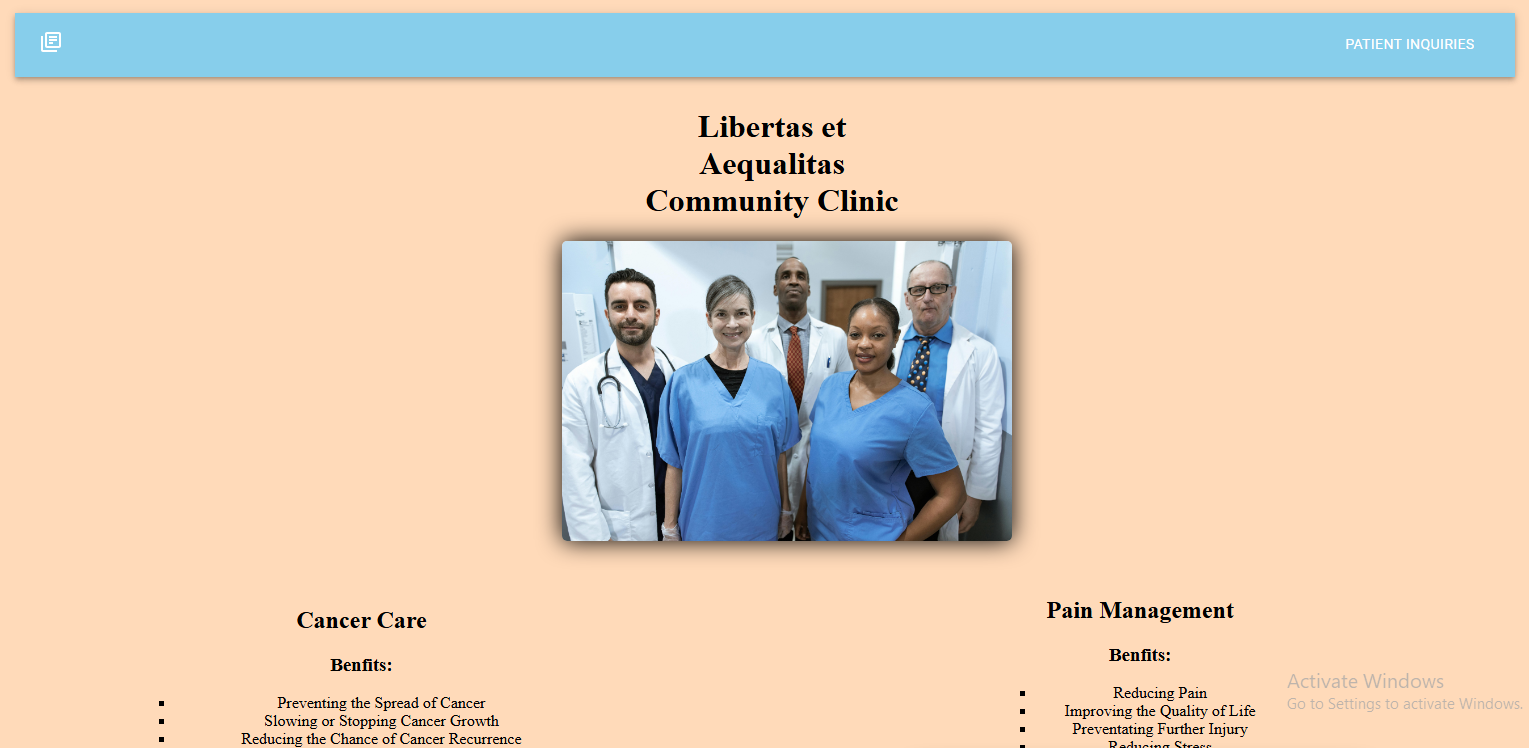 PATIENT INQUIRIES
Libertas et
Aequalitas
Community Clinic
Cancer Care
Benfits:
Preventing the Spread of Cancer
Slowing or Stopping Cancer Growth
Reducing the Chance of Cancer Recurrence
Pain Management
Benfits:
Reducing Pain
Improving the Quality of Life
Preventating Further Injury
Reducing Stress
Activate Windows
Go to Settings to activate Windows.